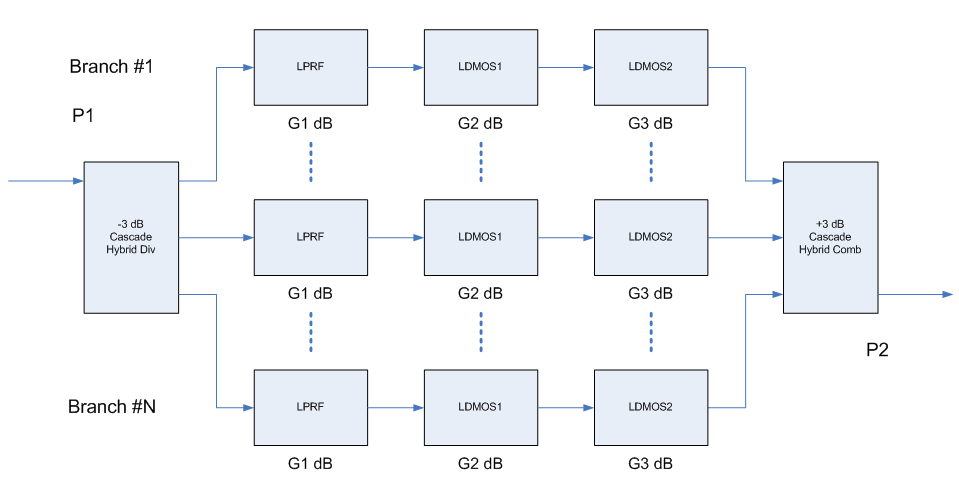 Branch #1
P1
LPRF
LDMOS1
LDMOS2
G1 dB
G2 dB
G3 dB
-3 dB
Cascade
Hybrid Div
LPRF
LDMOS1
LDMOS2
+3 dB
Cascade
Hybrid Comb
G1 dB
G2 dB
G3 dB
P2
Branch #N
LPRF
LDMOS1
LDMOS2
G1 dB
G2 dB
G3 dB